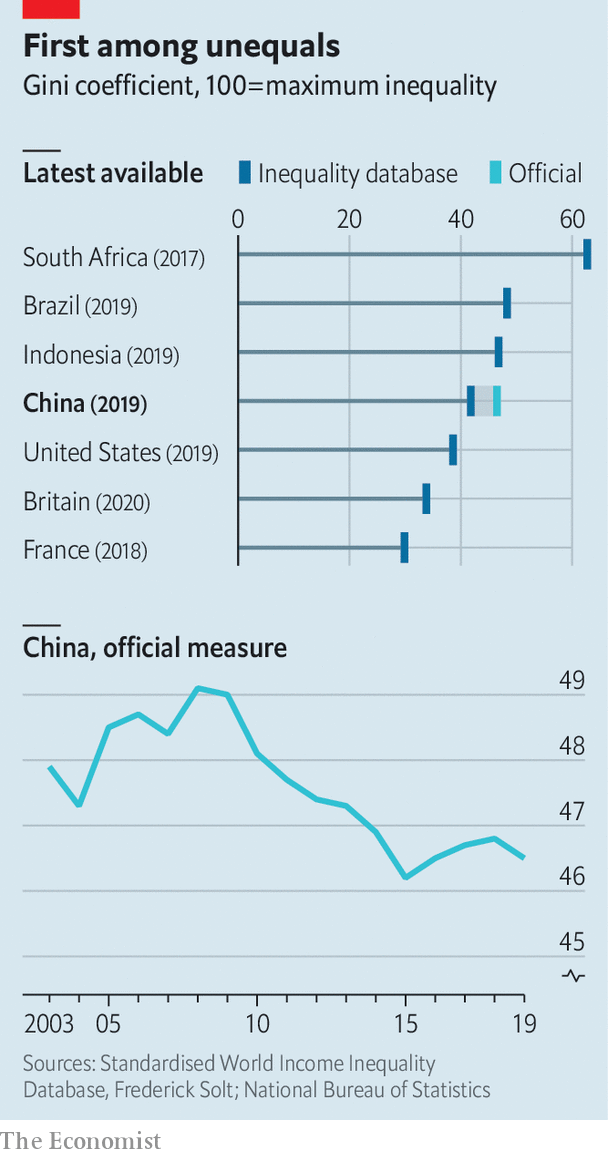 First among unequals
Gini coefficient, 100=maximum inequality
Latest available
Inequality database
Official
0 20 40 60
South Africa (2017)
Brazil (2019)
Indonesia (2019)
China (2019)
United States (2019)
Britain (2020)
France (2018)
China, official measure
49
48
47
46
45
2003 05 10 15 19
Sources: Standardised World Income Inequality
Database, Frederick Solt; National Bureau of Statistics
The Economist